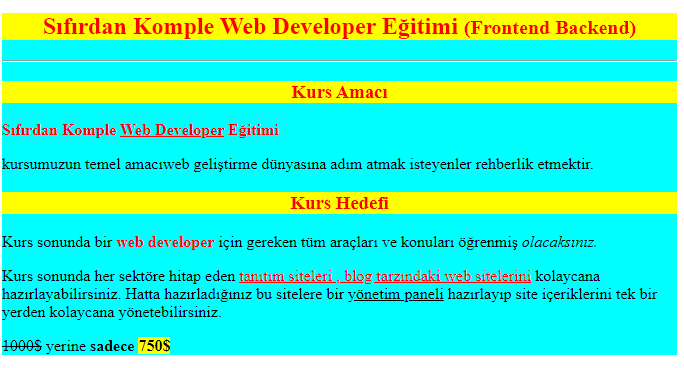 Sıfırdan Komple Web Developer Eğitimi (Frontend Backend)
Kurs Amacı
Sıfırdan Komple Web Developer Eğitimi
kursumuzun temel amacıweb geliştirme dünyasına adım atmak isteyenler rehberlik etmektir.
Kurs Hedefi
Kurs sonunda bir web developer için gereken tüm araçları ve konuları öğrenmiş olacaksınız.
Kurs sonunda her sektöre hitap eden tanıtım siteleri , blog tarzındaki web sitelerini kolaycana
hazırlayabilirsiniz. Hatta hazırladığınız bu sitelere bir yönetim paneli hazırlayıp site içeriklerini tek bir
yerden kolaycana yönetebilirsiniz.
1000$ yerine sadece 750$